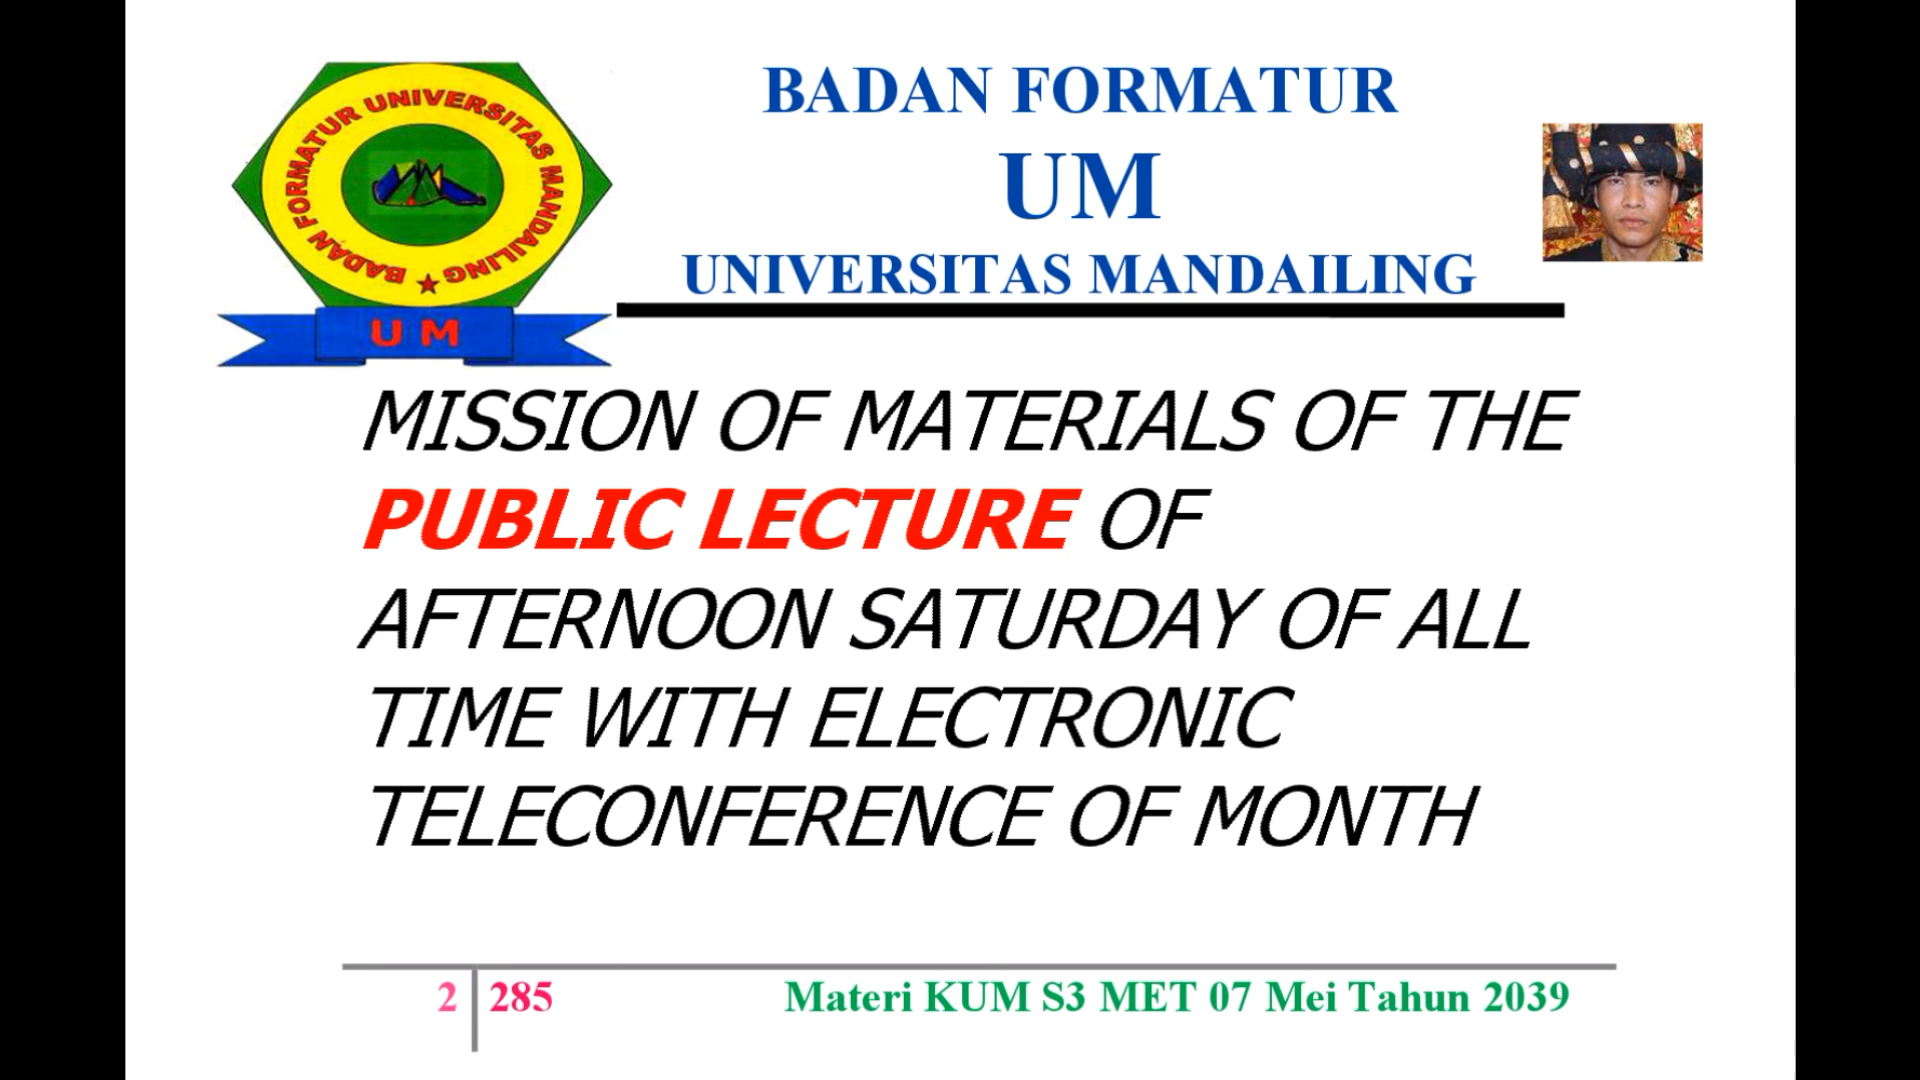 BADAN FORMATUR UNIVERSITAS MANDAILING
UM
BADAN FORMATUR
UM
UNIVERSITAS MANDAILING
MISSION OF MATERIALS OF THE
PUBLIC LECTURE OF
AFTERNOON SATURDAY OF ALL
TIME WITH ELECTRONIC
TELECONFERENCE OF MONTH
2 285
Materi KUM S3 MET 07 Mei Tahun 2039